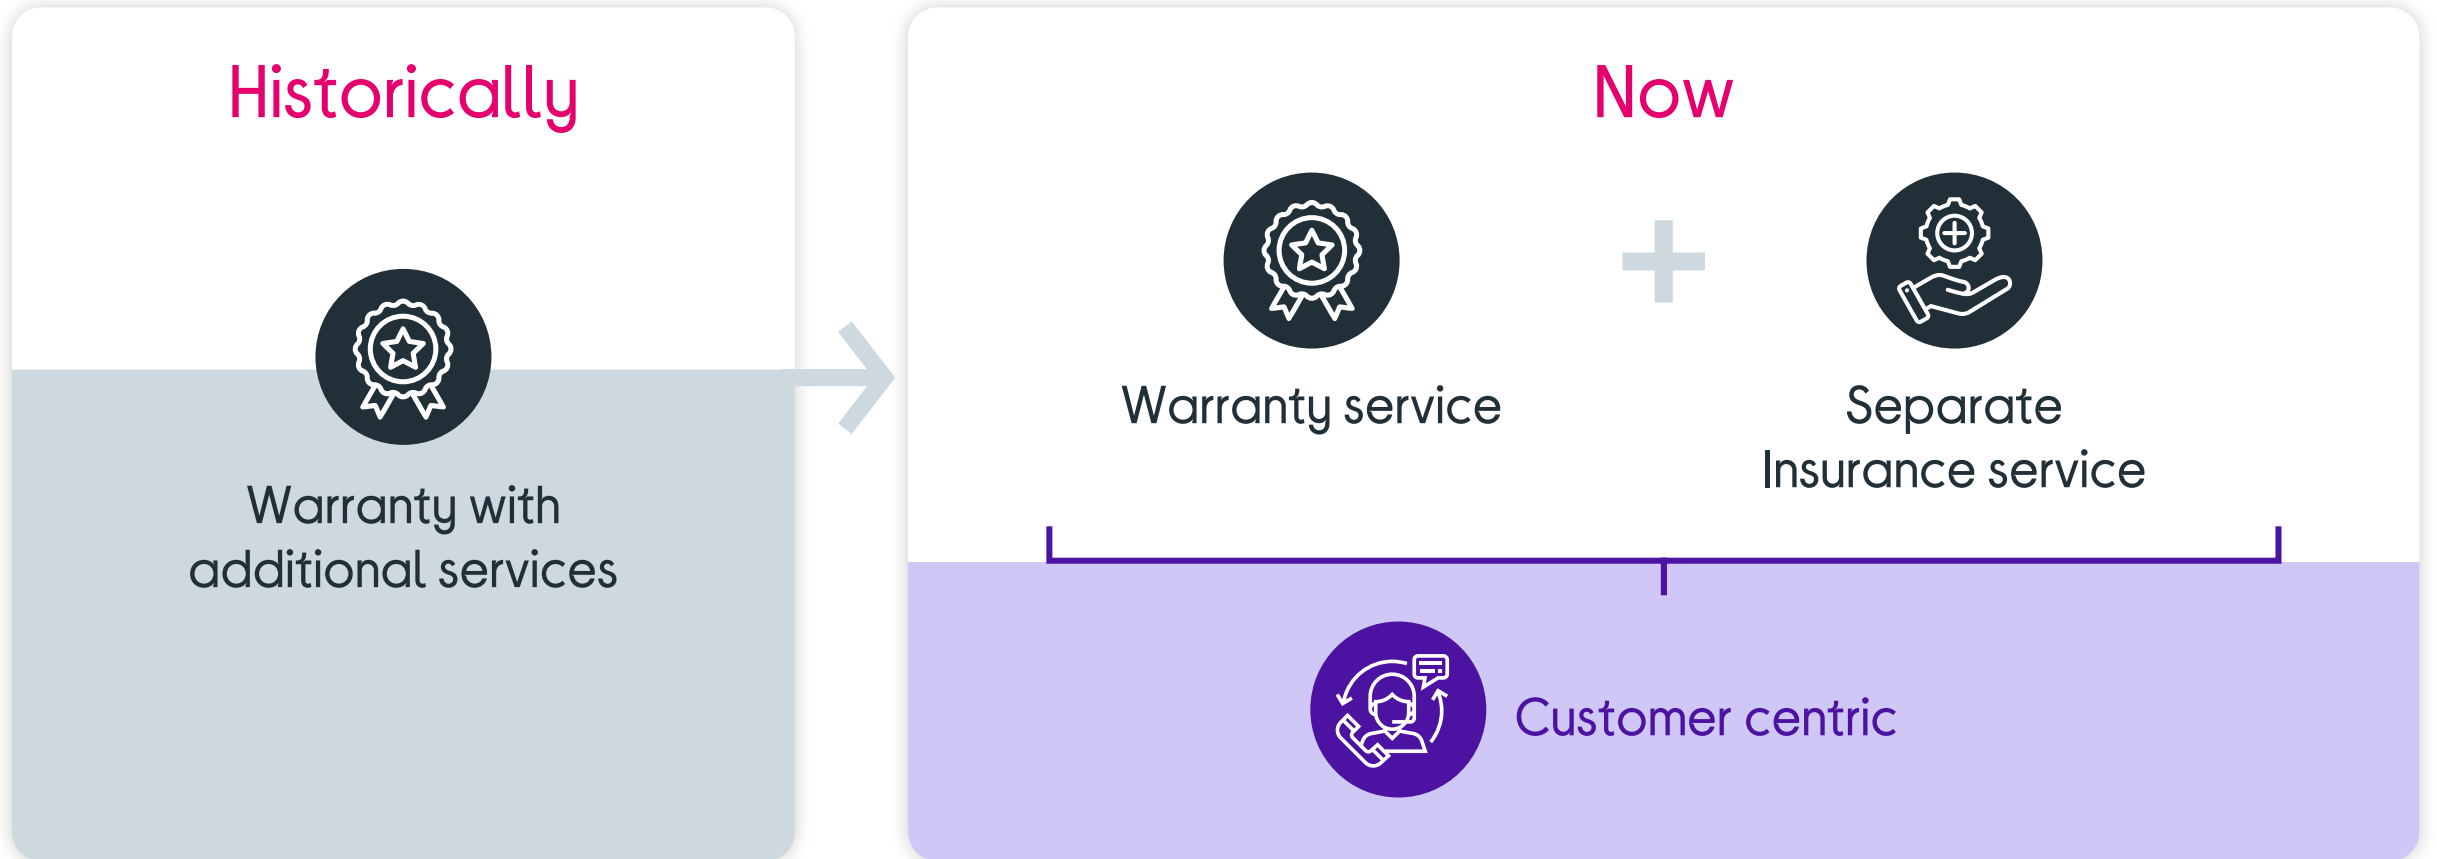 Historically
Warranty with
additional services
Now
Warranty service
Separate
Insurance service
Customer centric